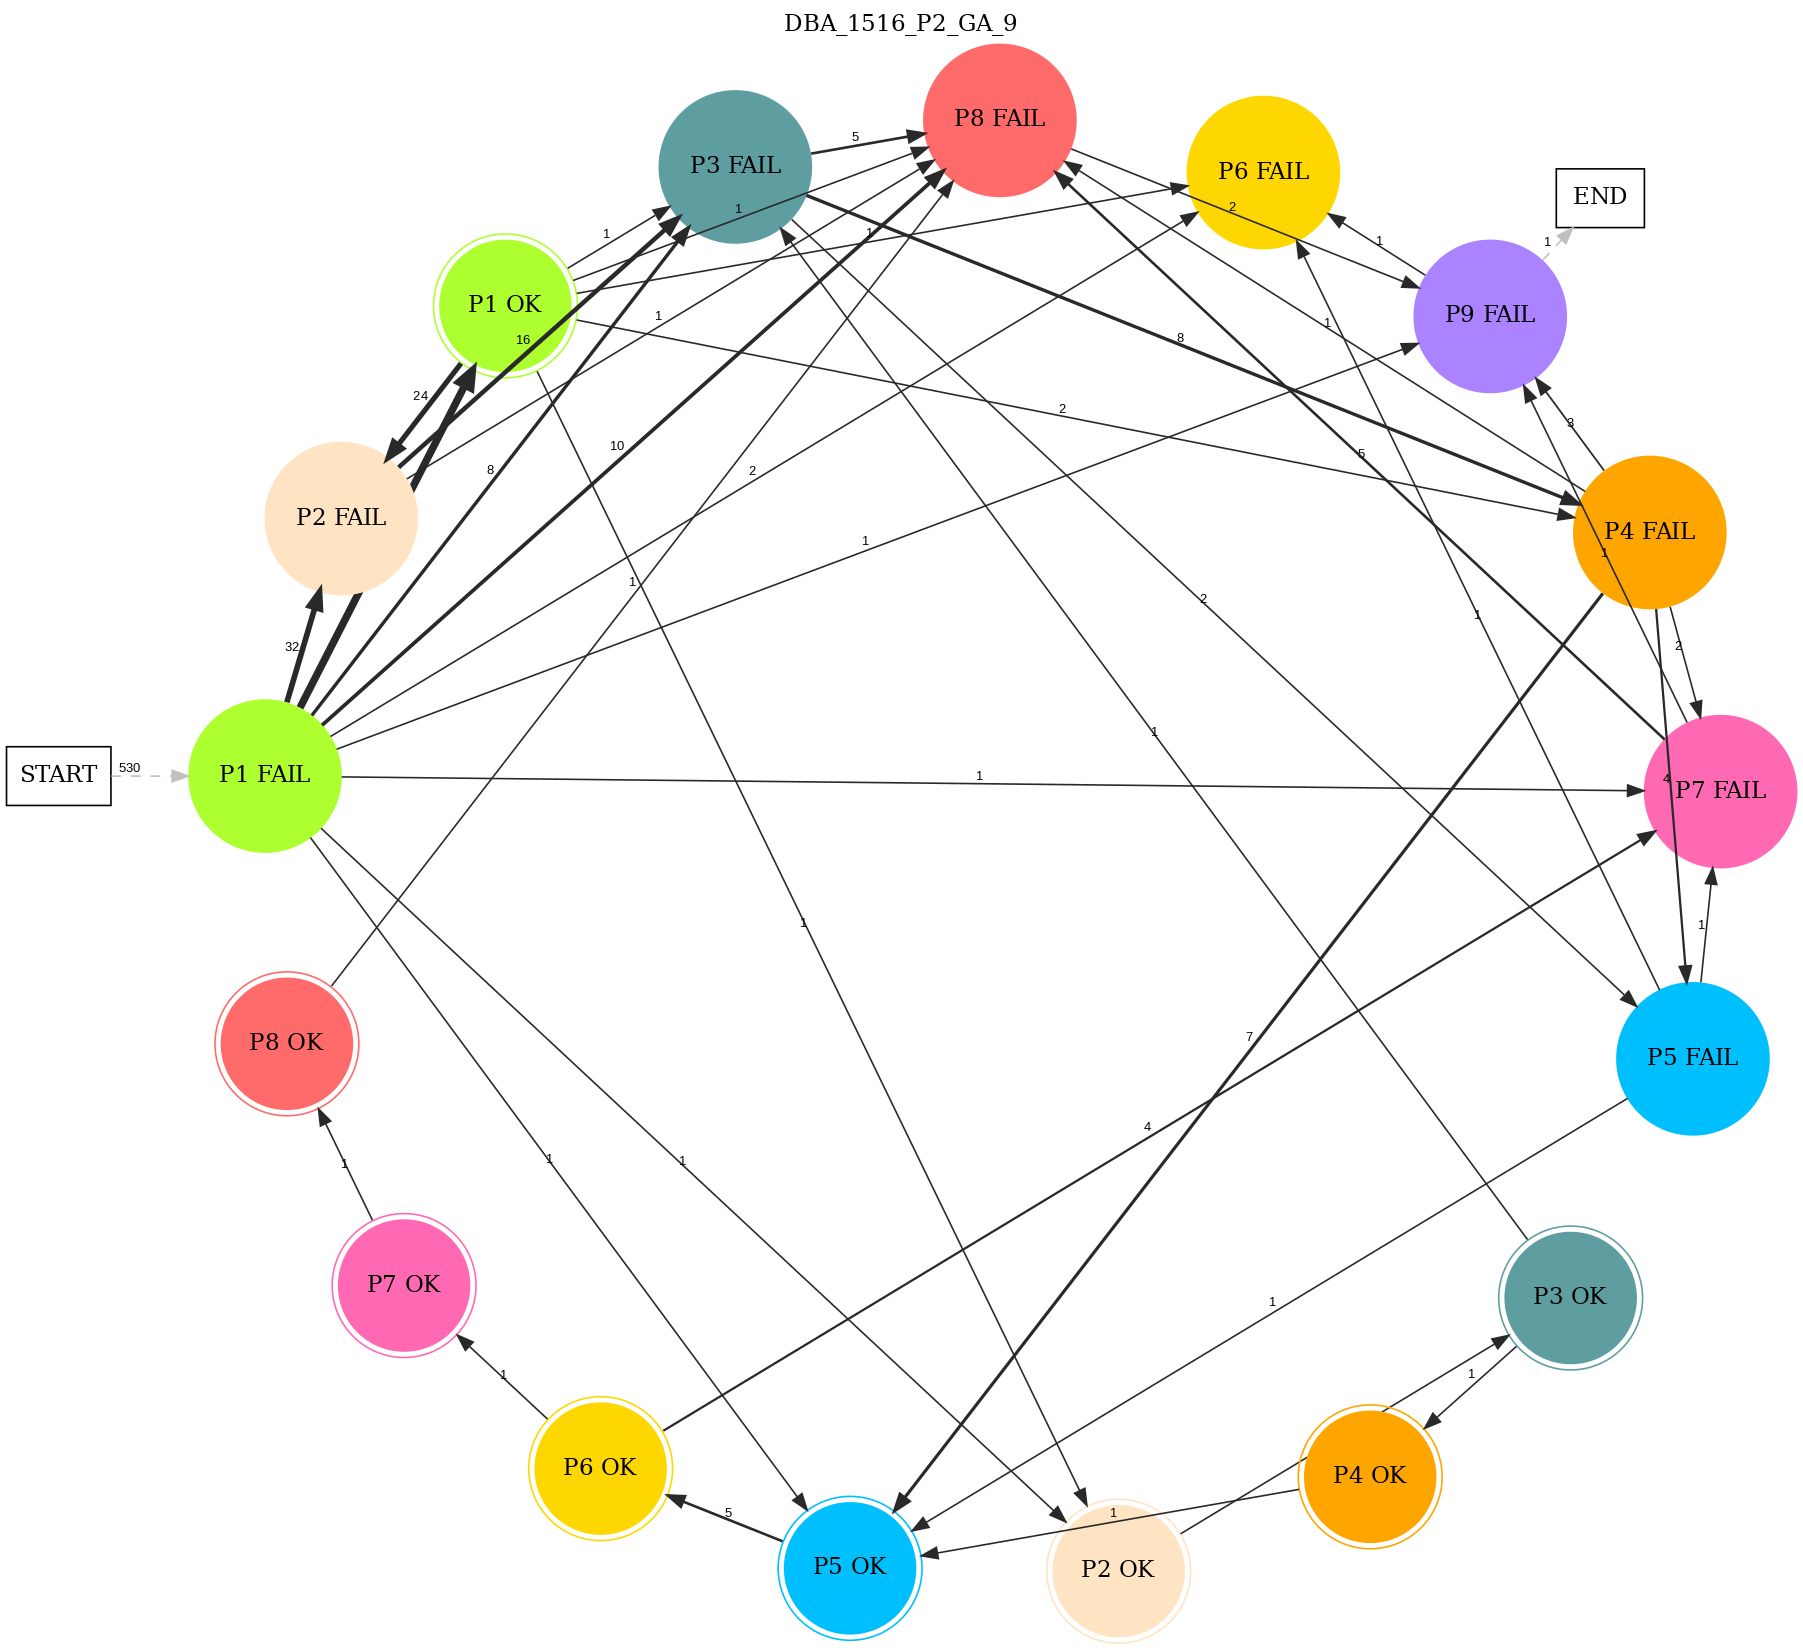 DBA_1516_P2_GA_9
P8 FAIL
P3 FAIL
P6 FAIL
END
P1 OK
P9 FAIL
P2 FAIL
P4 FAIL
START
P1 FAIL
P7 FAIL
P8 OK
P5 FAIL
P7 OK
P3 OK
P6 OK
P4 OK
P5 OK
P2 OK
530
32
24
16
8
10
2
1
1
1
1
1
1
1
1
1
5
2
1
1
8
2
1
2
3
1
5
1
2
4
7
1
1
1
1
1
4
1
1
5
1
1